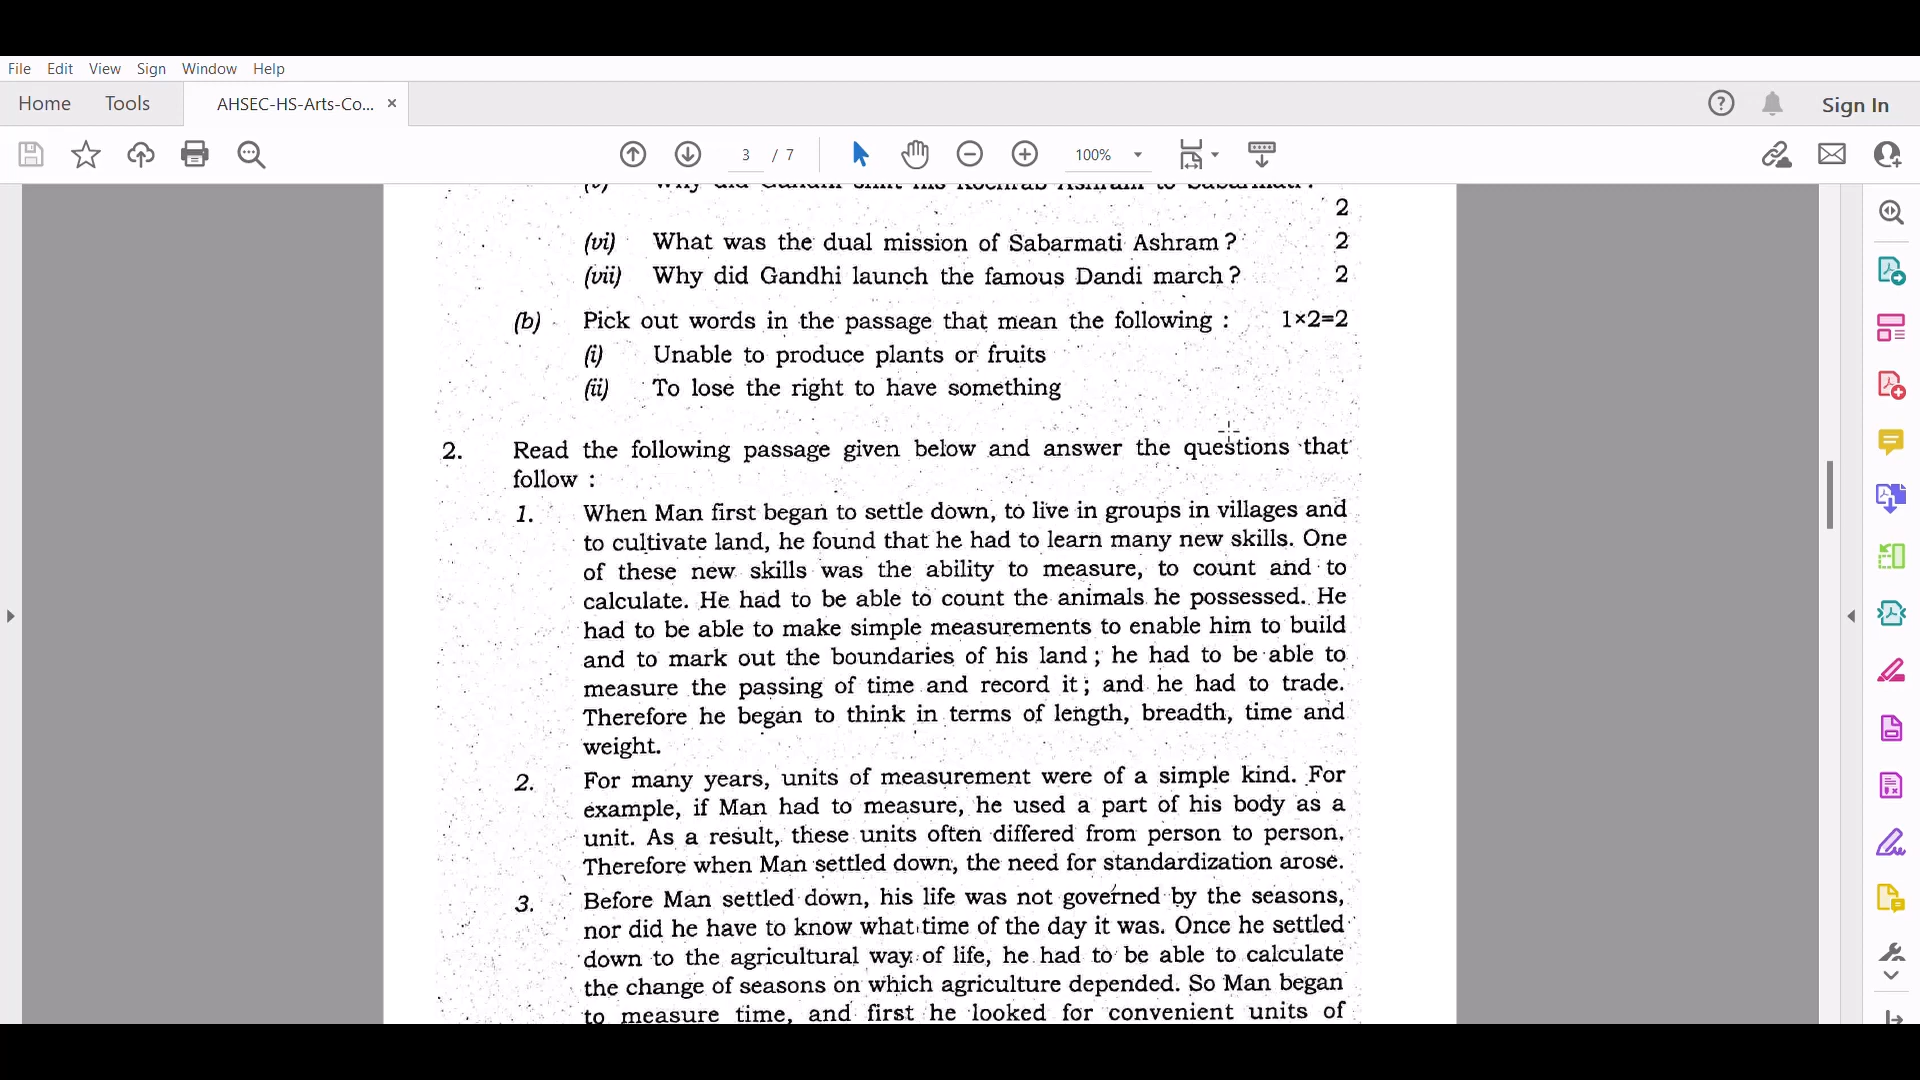 File Edit View Sign Window Help
Home Tools AHSEC-HS-Arts-Co... × Sign In
3 / 7 100%
(v) Why did Gandhi shift his Kochrab Ashram to Sabarmati?
2
(vi) What was the dual mission of Sabarmati Ashram? 2
(vii) Why did Gandhi launch the famous Dandi march? 2
(b) Pick out words in the passage that mean the following : 1×2=2
(i) Unable to produce plants or fruits
(ii) To lose the right to have something
2. Read the following passage given below and answer the questions that
follow :
1. When Man first began to settle down, to live in groups in villages and
to cultivate land, he found that he had to learn many new skills. One
of these new skills was the ability to measure, to count and to
calculate. He had to be able to count the animals he possessed. He
had to be able to make simple measurements to enable him to build
and to mark out the boundaries of his land; he had to be able to
measure the passing of time and record it; and he had to trade.
Therefore he began to think in terms of length, breadth, time and
weight.
2. For many years, units of measurement were of a simple kind. For
example, if Man had to measure, he used a part of his body as a
unit. As a result, these units often differed from person to person.
Therefore when Man settled down, the need for standardization arose.
3. Before Man settled down, his life was not governed by the seasons,
nor did he have to know what time of the day it was. Once he settled
down to the agricultural way of life, he had to be able to calculate
the change of seasons on which agriculture depended. So Man began
to measure time, and first he looked for convenient units of